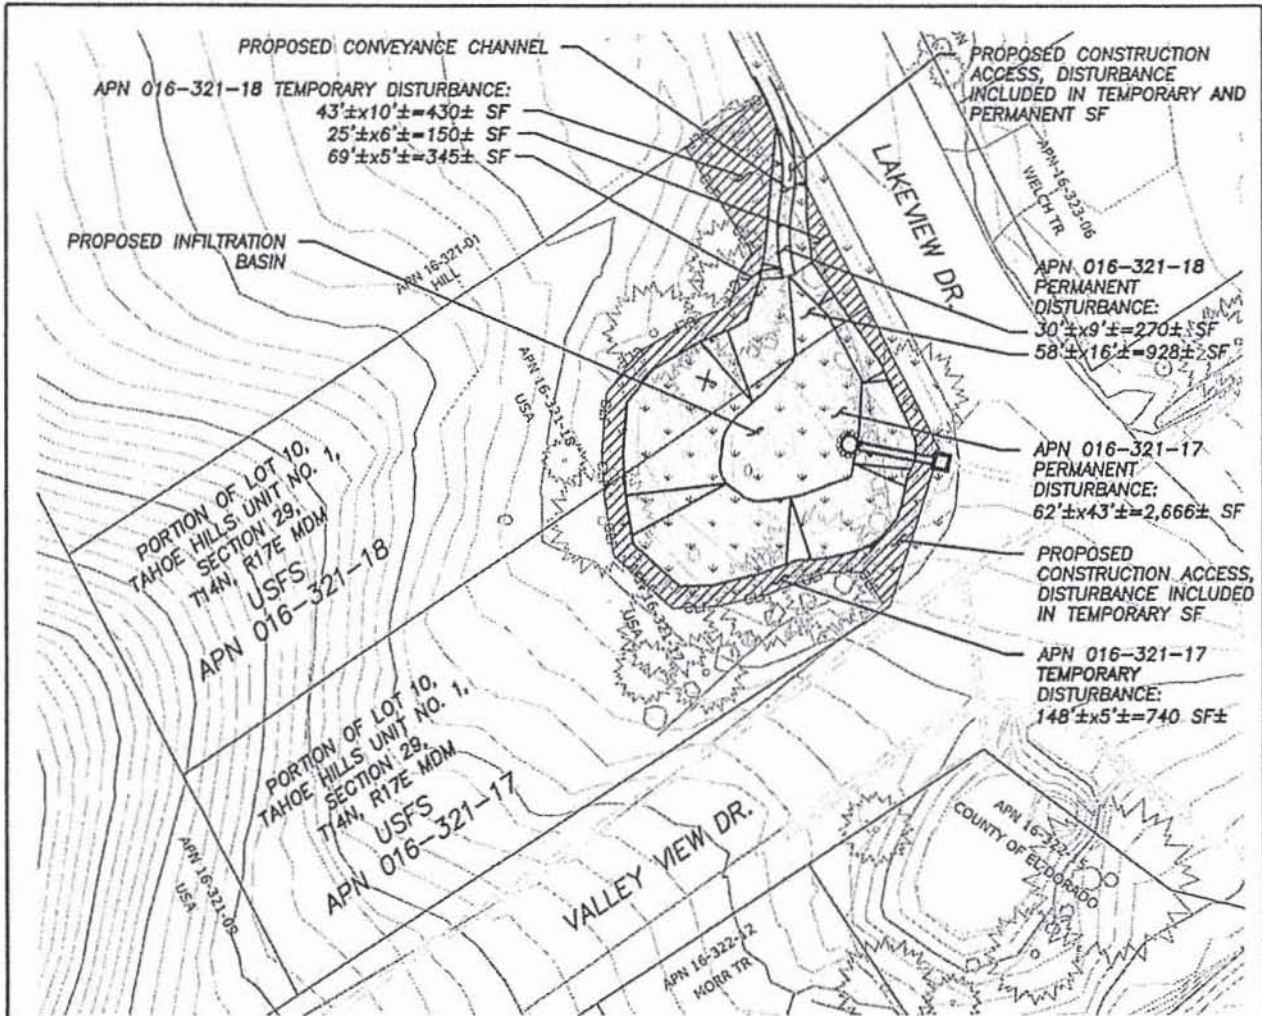 PROPOSED CONVEYANCE CHANNEL
APN 016-321-18 TEMPORARY DISTURBANCE:
43'±x10'±=430± SF
25'±x6'±=150± SF
69'±x5'±=345± SF
PROPOSED INFILTRATION
BASIN
PROPOSED CONSTRUCTION
ACCESS, DISTURBANCE
INCLUDED IN TEMPORARY AND
PERMANENT SF
APN-16-323-06
WELCH TR
LAKEVIEW DR.
APN 016-321-18
PERMANENT
DISTURBANCE:
30'±x9'±=270± SF
58'±x16'±=928± SF
APN 16-321-01
HILL
APN 16-321-18
USA
APN 016-321-17
PERMANENT
DISTURBANCE:
62'±x43'±=2,666± SF
PROPOSED
CONSTRUCTION ACCESS,
DISTURBANCE INCLUDED
IN TEMPORARY SF
APN 016-321-17
TEMPORARY
DISTURBANCE:
148'±x5'±=740 SF±
PORTION OF LOT 10,
TAHOE HILLS UNIT NO. 1,
SECTION 29,
T14N, R17E MDM
USFS
APN 016-321-18
16-321-17
USA
PORTION OF LOT 10,
TAHOE HILLS UNIT NO. 1,
SECTION 29,
T14N, R17E MDM
USFS
APN 016-321-17
APN 16-321-09
USA
VALLEY VIEW DR.
APN 16-322-12
MORR TR
APN 16-322-15
COUNTY OF EL DORADO